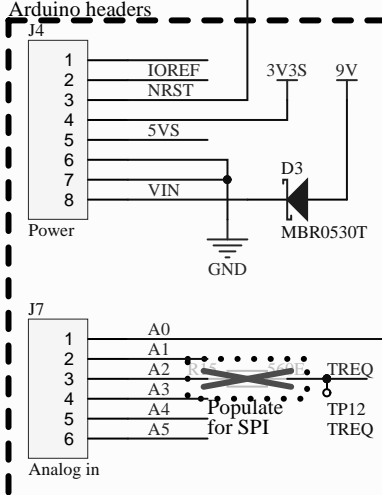 Arduino headers
J4
1
2 IOREF
3 NRST
4 3V3S 9V
5 5VS
6
7
8 VIN
D3
MBR0530T
Power
GND
J7
1 A0
2 A1
3 A2 R15 560E TREQ
4 A3
5 A4
6 A5
Populate
for SPI
TP12
TREQ
Analog in